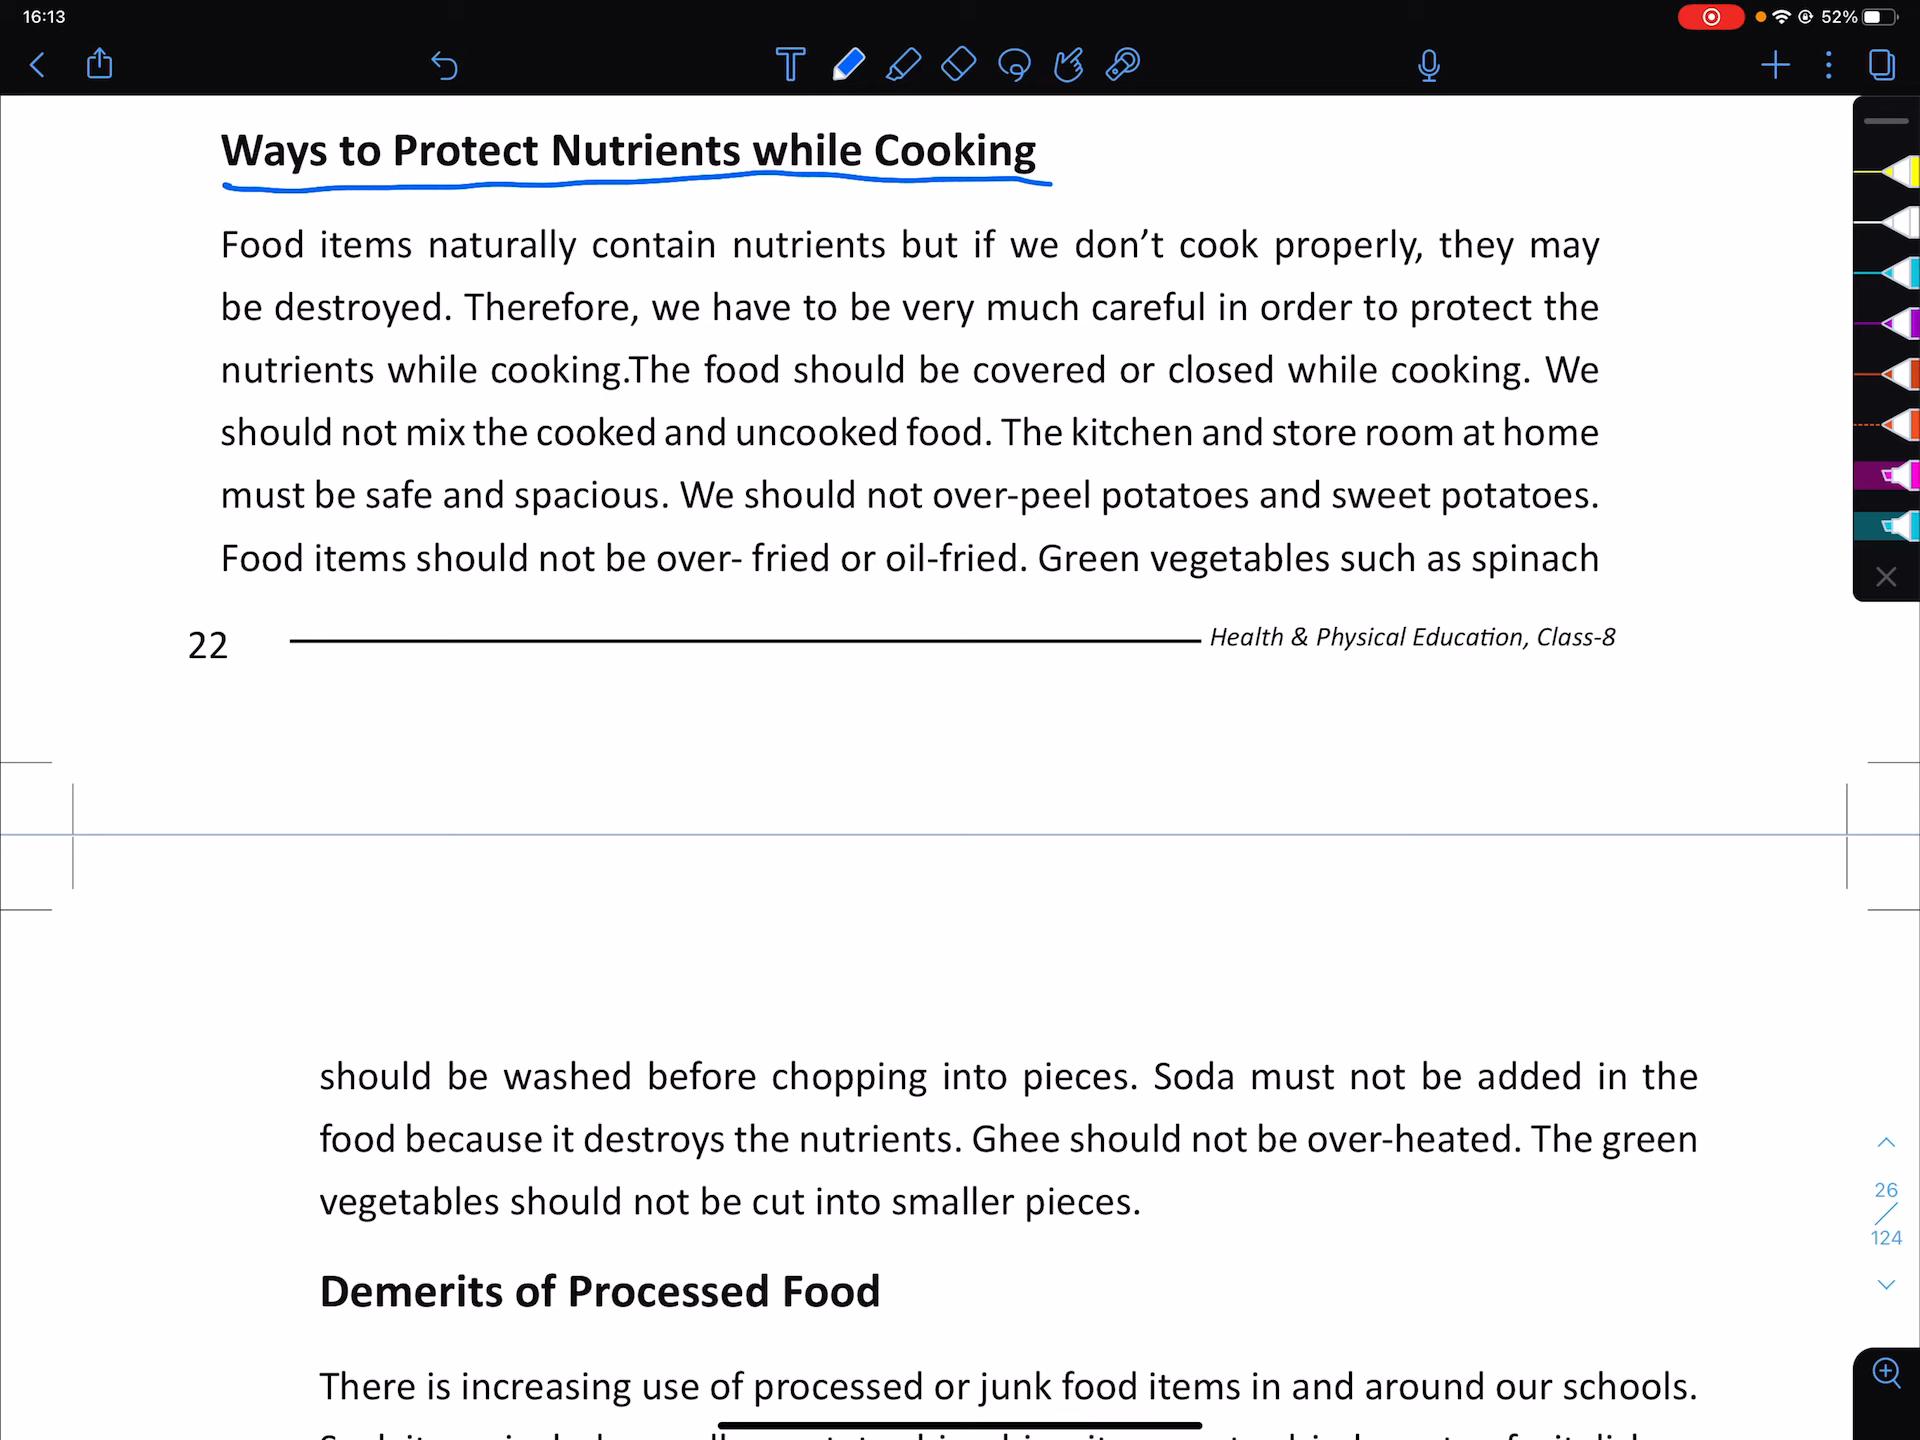 16:13
52%
Ways to Protect Nutrients while Cooking
Food items naturally contain nutrients but if we don't cook properly, they may
be destroyed. Therefore, we have to be very much careful in order to protect the
nutrients while cooking.The food should be covered or closed while cooking. We
should not mix the cooked and uncooked food. The kitchen and store room at home
must be safe and spacious. We should not over-peel potatoes and sweet potatoes.
Food items should not be over- fried or oil-fried. Green vegetables such as spinach
22
Health & Physical Education, Class-8
should be washed before chopping into pieces. Soda must not be added in the
food because it destroys the nutrients. Ghee should not be over-heated. The green
vegetables should not be cut into smaller pieces.
26
/
124
Demerits of Processed Food
There is increasing use of processed or junk food items in and around our schools.